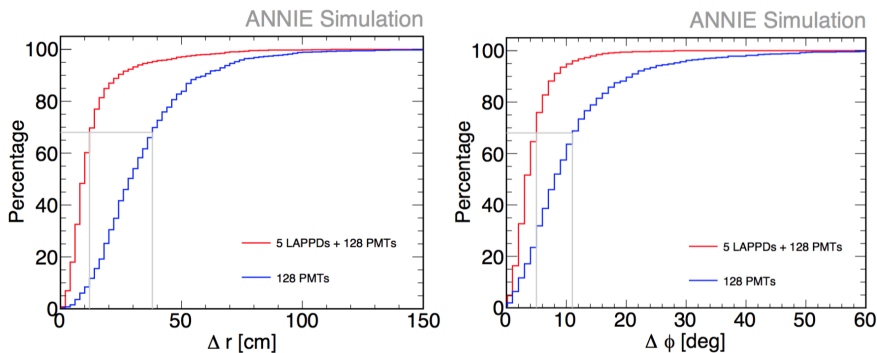 ANNIE Simulation
100
80
60
40
20
0
Percentage
5 LAPPDs + 128 PMTs
128 PMTs
0 50 100 150
Δ r [cm]
ANNIE Simulation
100
80
60
40
20
0
Percentage
5 LAPPDs + 128 PMTs
128 PMTs
0 10 20 30 40 50 60
Δ ϕ [deg]